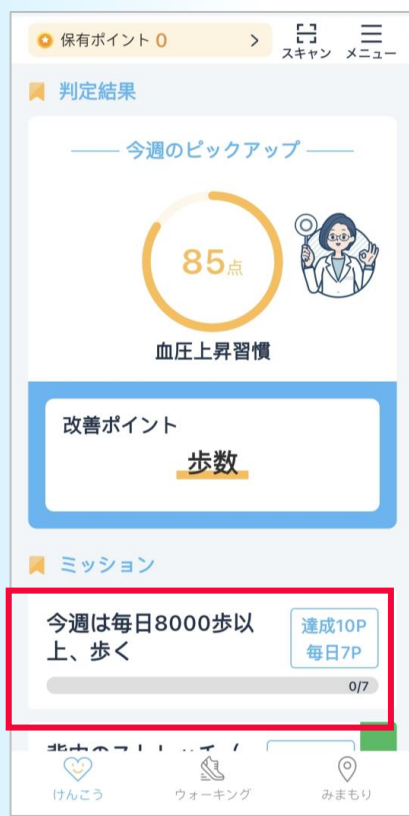 保有ポイント 0
スキャン
メニュー
判定結果
今週のピックアップ
85点
血圧上昇習慣
改善ポイント
歩数
ミッション
今週は毎日8000歩以
上、歩く
達成10P
毎日7P
0/7
けんこう
ウォーキング
みまもり